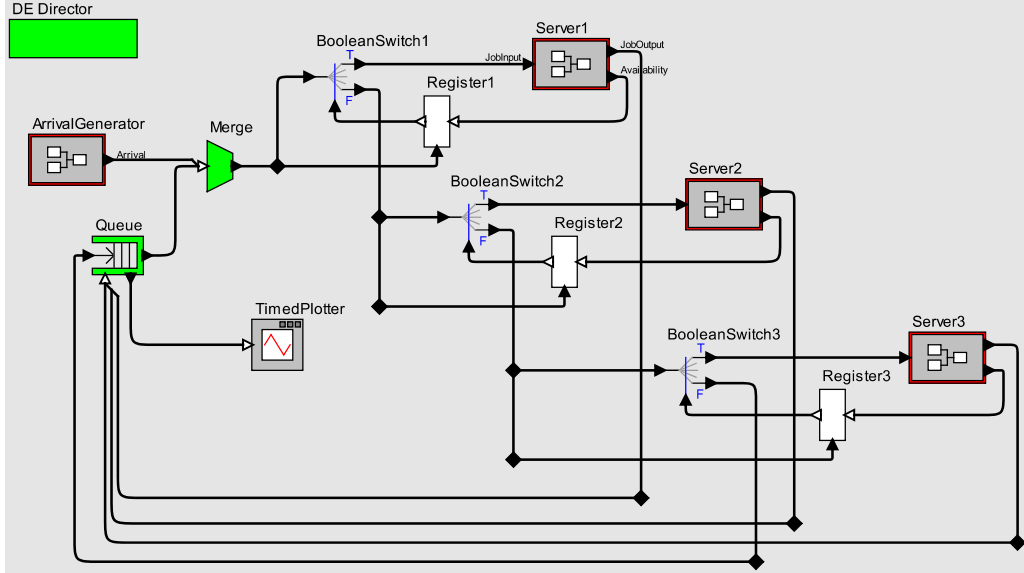 DE Director
BooleanSwitch1
T
F
JobInput
Server1
JobOutput
Availability
Register1
ArrivalGenerator
Arrival
Merge
BooleanSwitch2
T
F
Server2
Register2
Queue
TimedPlotter
BooleanSwitch3
T
F
Server3
Register3